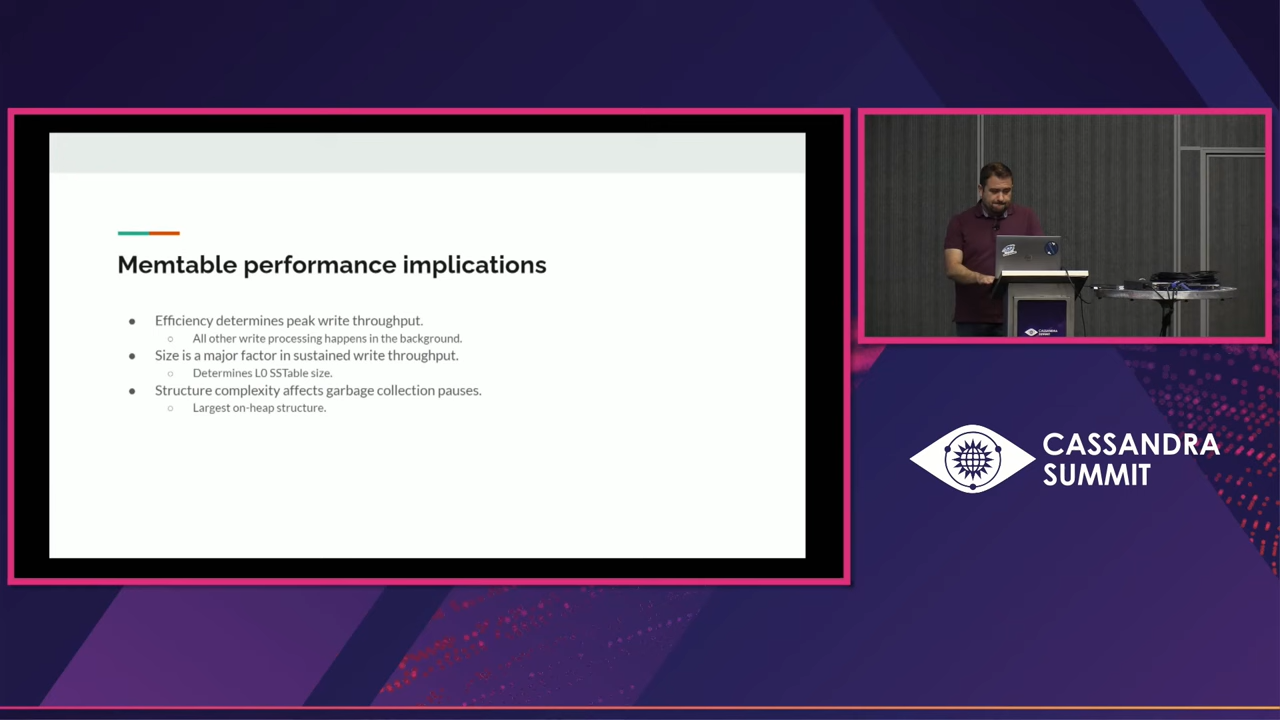 Memtable performance implications
● Efficiency determines peak write throughput.
○ All other write processing happens in the background.
● Size is a major factor in sustained write throughput.
○ Determines L0 SSTable size.
● Structure complexity affects garbage collection pauses.
○ Largest on-heap structure.
CASSANDRA
SUMMIT
CASSANDRA
SUMMIT